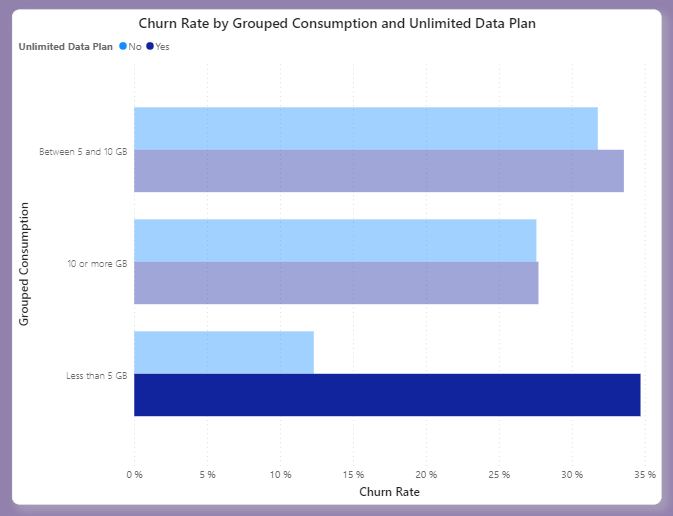 Churn Rate by Grouped Consumption and Unlimited Data Plan
Unlimited Data Plan No Yes
Grouped Consumption
Between 5 and 10 GB
10 or more GB
Less than 5 GB
0 % 5 % 10 % 15 % 20 % 25 % 30 % 35 %
Churn Rate